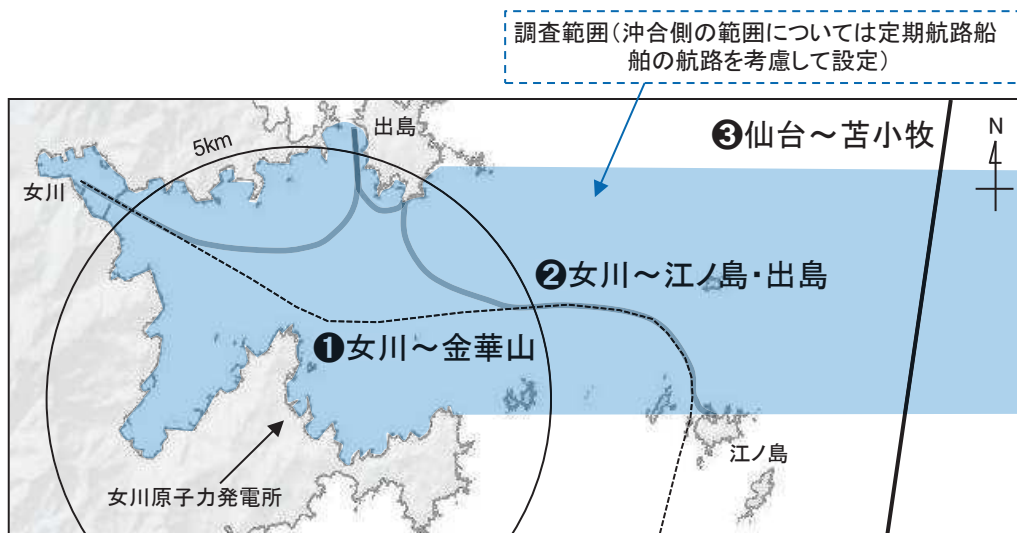 調査範囲(沖合側の範囲については定期航路船
舶の航路を考慮して設定)
出島
❸仙台～苫小牧
N
5km
女川
❷女川～江ノ島・出島
❶女川～金華山
江ノ島
女川原子力発電所